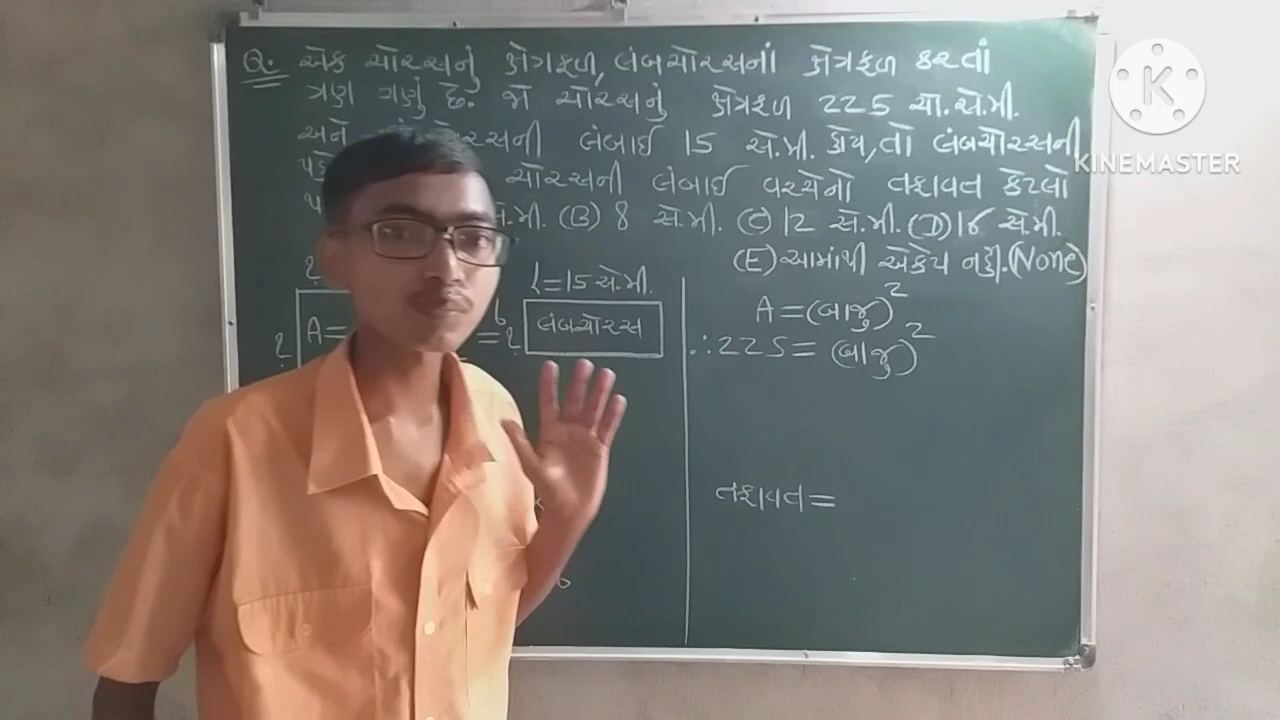 Q. એક ચોરસનું ક્ષેત્રફળ, લંબચોરસનાં ક્ષેત્રફળ કરતાં
ત્રણ ગણું છે. જો ચોરસનું ક્ષેત્રફળ 225 ચો.સે.મી.
અને લંબાઈ 15 સે.મી. હોય, તો લંબચોરસની
ચોરસની લંબાઈ વચ્ચેનો તફાવત કેટલો
સે.મી. (B) 8 સે.મી. (C) 12 સે.મી. (D) 16 સે.મી.
(E) આમાંથી એકેય નહીં. (None)
l = 15 સે.મી.
? A = b = ? લંબચોરસ
?
A = (બાજુ)²
∴ 225 = (બાજુ)²
તફાવત =
K
KINEMASTER